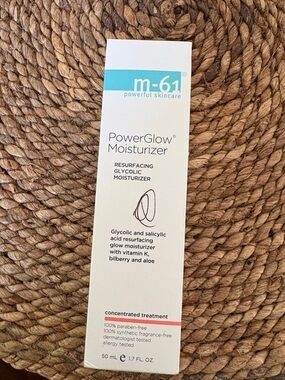 m-61®
powerful skincare
PowerGlow®
Moisturizer
RESURFACING
GLYCOLIC
MOISTURIZER
Glycolic and salicylic
acid resurfacing
glow moisturizer
with vitamin K,
bilberry and aloe
concentrated treatment
100% paraben-free
100% synthetic fragrance-free
dermatologist tested
allergy tested
50 mL ℮ 1.7 FL. OZ.